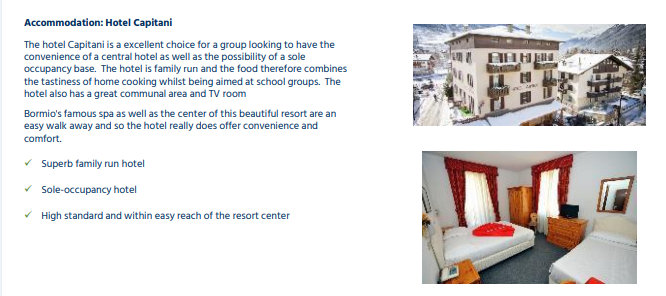 Accommodation: Hotel Capitani
The hotel Capitani is a excellent choice for a group looking to have the
convenience of a central hotel as well as the possibility of a sole
occupancy base. The hotel is family run and the food therefore combines
the tastiness of home cooking whilst being aimed at school groups. The
hotel also has a great communal area and TV room
Bormio's famous spa as well as the center of this beautiful resort are an
easy walk away and so the hotel really does offer convenience and
comfort.
✓ Superb family run hotel
✓ Sole-occupancy hotel
✓ High standard and within easy reach of the resort center